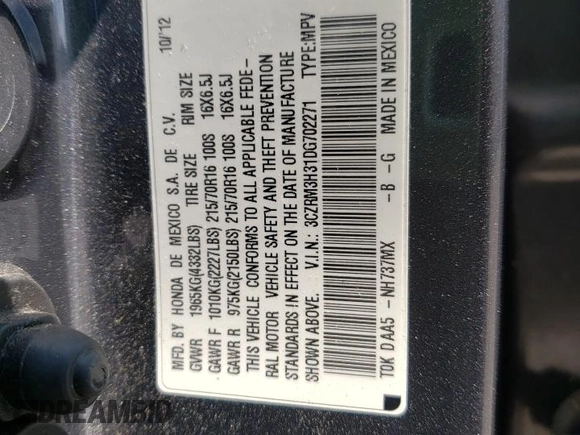 MFD. BY HONDA DE MEXICO S.A. DE C.V. 10/12
GVWR 1965KG(4332LBS) TIRE SIZE RIM SIZE
GAWR F 1010KG(2227LBS) 215/70R16 100S 16X6.5J
GAWR R 975KG(2150LBS) 215/70R16 100S 16X6.5J
THIS VEHICLE CONFORMS TO ALL APPLICABLE FEDE-
RAL MOTOR VEHICLE SAFETY AND THEFT PREVENTION
STANDARDS IN EFFECT ON THE DATE OF MANUFACTURE
SHOWN ABOVE. V.I.N.: 3CZRM3H31DG702271 TYPE:MPV
TDK DAA5 -NH737MX -B -G MADE IN MEXICO
DREAMBID